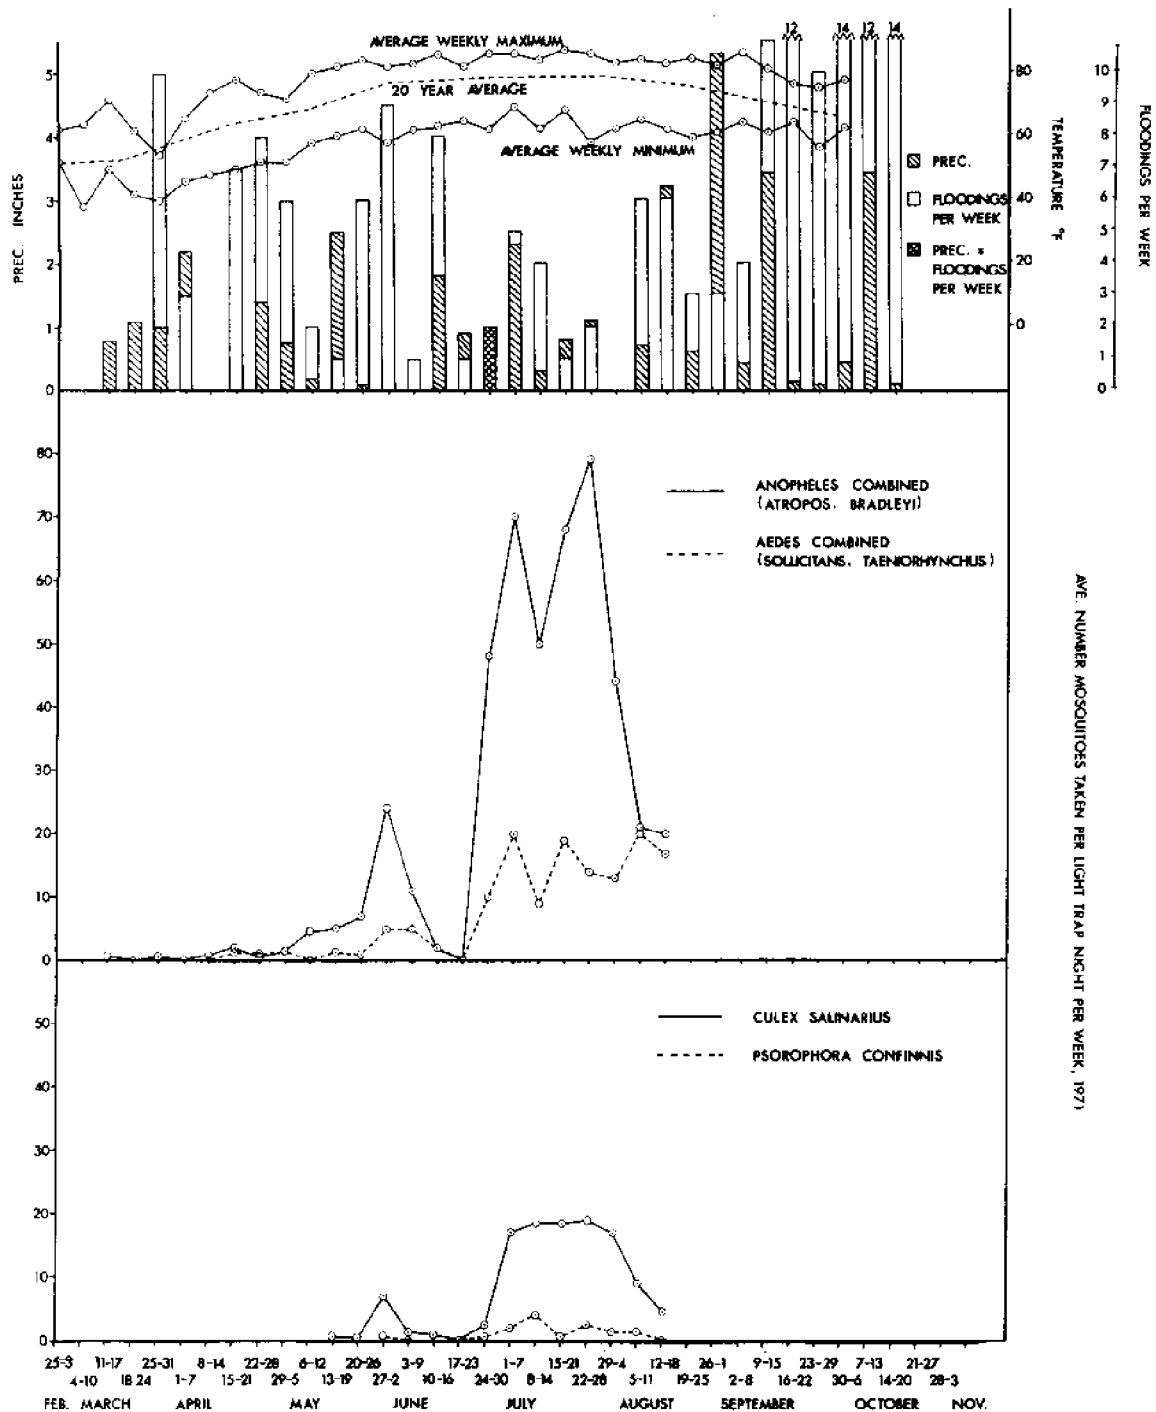 12 14 12 14
AVERAGE WEEKLY MAXIMUM
20 YEAR AVERAGE
AVERAGE WEEKLY MINIMUM
PREC. INCHES
5
4
3
2
1
0
TEMPERATURE °F
80
60
40
20
0
FLOODINGS PER WEEK
10
9
8
7
6
5
4
3
2
1
0
PREC.
FLOODINGS
PER WEEK
PREC. =
FLOODINGS
PER WEEK
80
70
60
50
40
30
20
10
0
ANOPHELES COMBINED
(ATROPOS, BRADLEYI)
AEDES COMBINED
(SOLLICITANS, TAENIORHYNCHUS)
AVE. NUMBER MOSQUITOES TAKEN PER LIGHT TRAP NIGHT PER WEEK, 1971
50
40
30
20
10
0
CULEX SALINARIUS
PSOROPHORA CONFINNIS
25-3 11-17 25-31 8-14 22-28 6-12 20-26 3-9 17-23 1-7 15-21 29-4 12-18 26-1 9-15 23-29 7-13 21-27
4-10 18-24 1-7 15-21 29-5 13-19 27-2 10-16 24-30 8-14 22-28 5-11 19-25 2-8 16-22 30-6 14-20 28-3
FEB. MARCH APRIL MAY JUNE JULY AUGUST SEPTEMBER OCTOBER NOV.